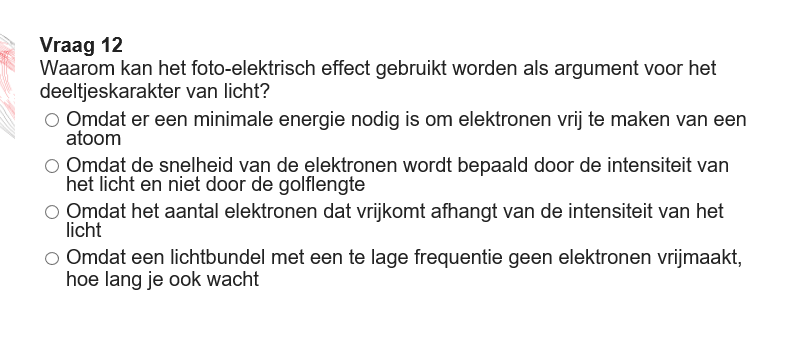 Vraag 12
Waarom kan het foto-elektrisch effect gebruikt worden als argument voor het
deeltjeskarakter van licht?
Omdat er een minimale energie nodig is om elektronen vrij te maken van een
atoom
Omdat de snelheid van de elektronen wordt bepaald door de intensiteit van
het licht en niet door de golflengte
Omdat het aantal elektronen dat vrijkomt afhangt van de intensiteit van het
licht
Omdat een lichtbundel met een te lage frequentie geen elektronen vrijmaakt,
hoe lang je ook wacht